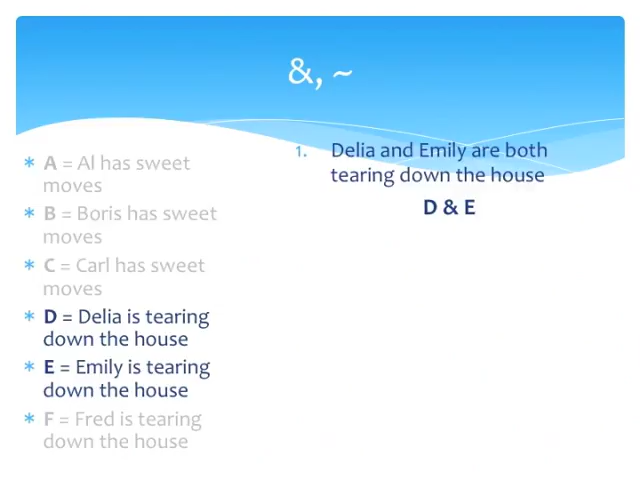 &, ~
* A = Al has sweet
moves
* B = Boris has sweet
moves
* C = Carl has sweet
moves
* D = Delia is tearing
down the house
* E = Emily is tearing
down the house
* F = Fred is tearing
down the house
1. Delia and Emily are both
tearing down the house
D & E